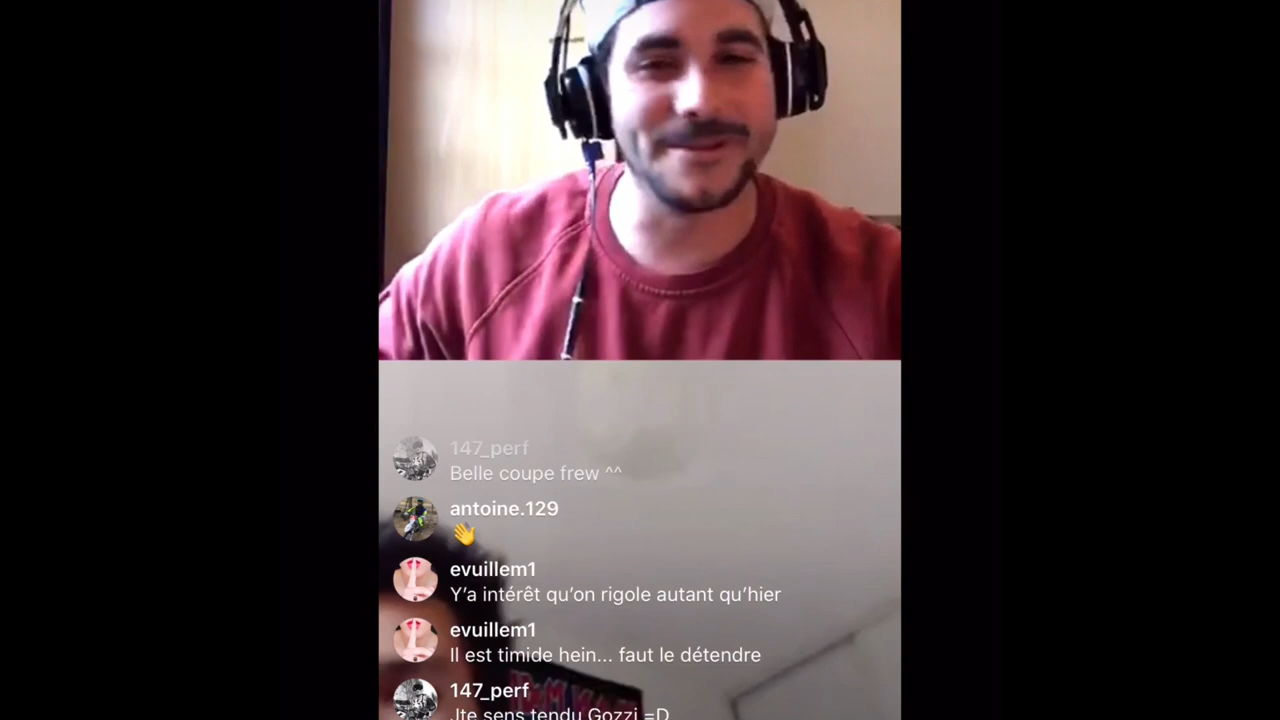 147_perf
Belle coupe frew ^^
antoine.129
👋
evuillem1
Y’a intérêt qu’on rigole autant qu’hier
evuillem1
Il est timide hein... faut le détendre
147_perf
Jte sens tendu Gozzi =D